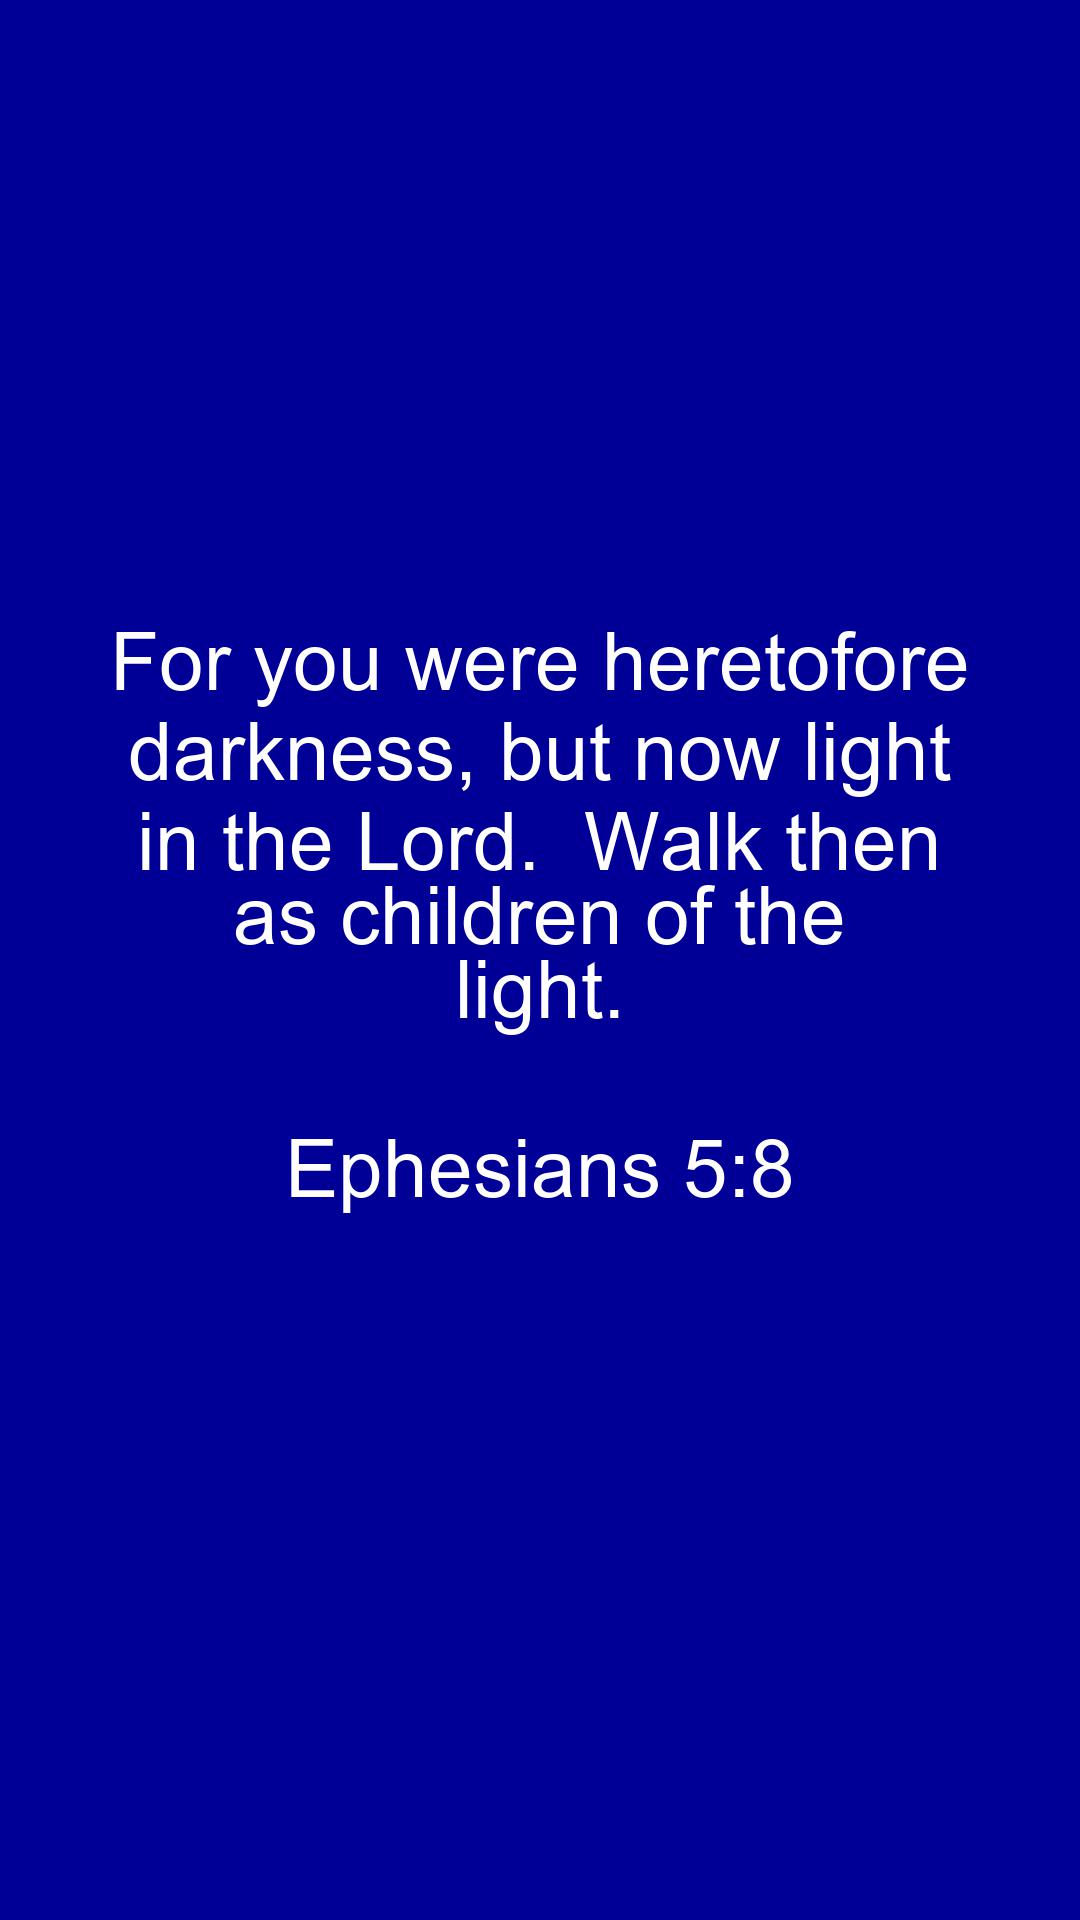 For you were heretofore
darkness, but now light
in the Lord.  Walk then
as children of the
light.
Ephesians 5:8